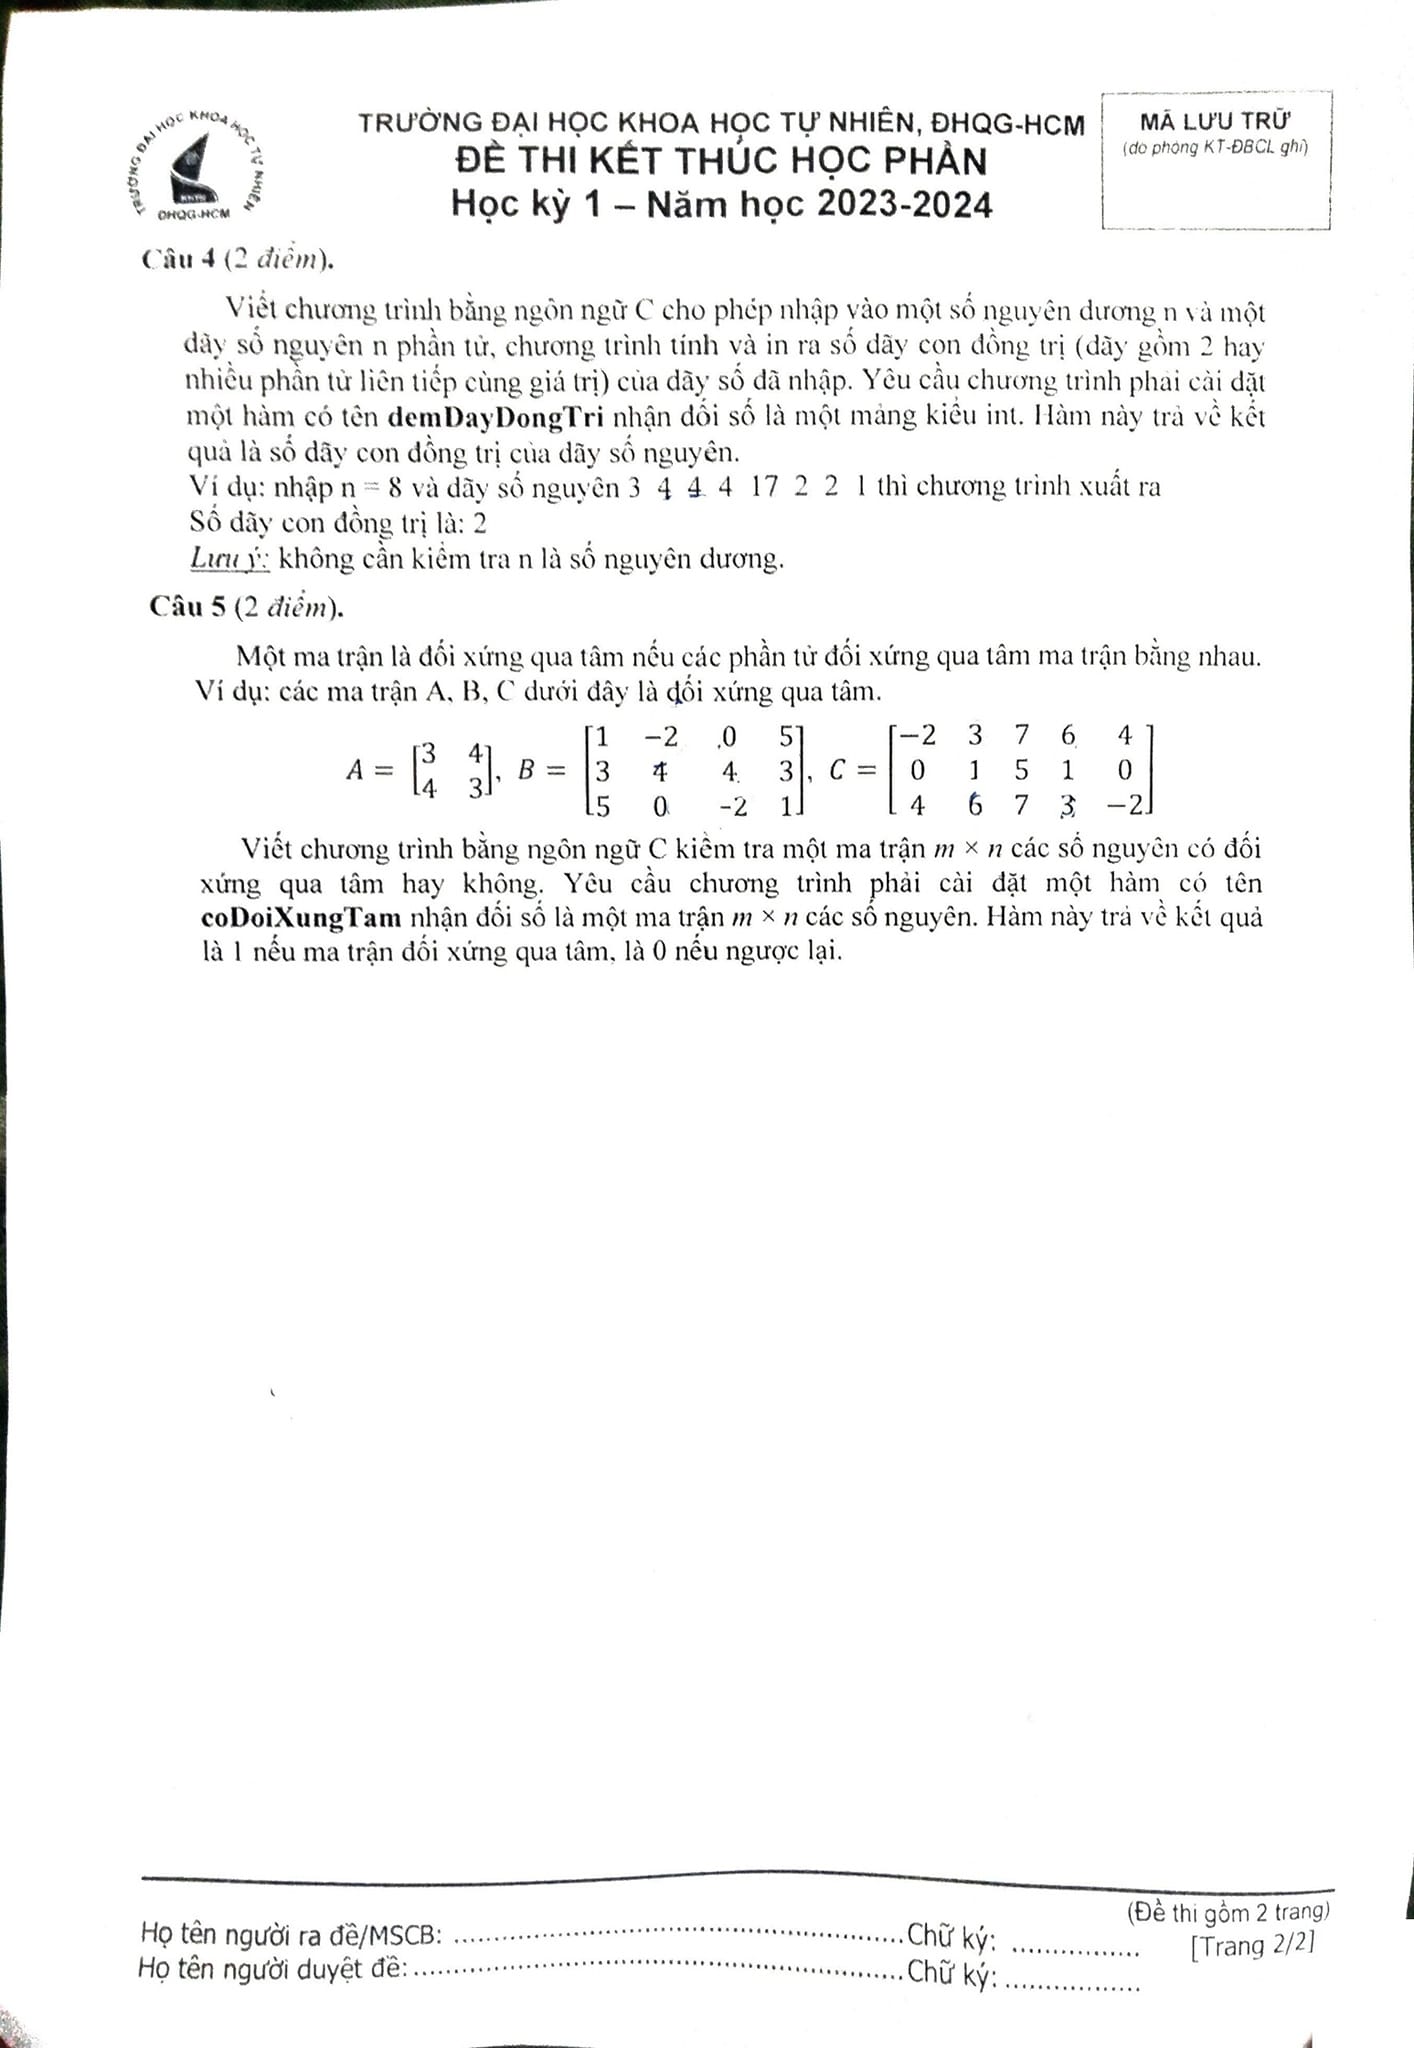 TRƯỜNG ĐẠI HỌC KHOA HỌC TỰ NHIÊN
ĐHQG-HCM
TRƯỜNG ĐẠI HỌC KHOA HỌC TỰ NHIÊN, ĐHQG-HCM
ĐỀ THI KẾT THÚC HỌC PHẦN
Học kỳ 1 – Năm học 2023-2024
MÃ LƯU TRỮ
(do phòng KT-ĐBCL ghi)
Câu 4 (2 điểm).
Viết chương trình bằng ngôn ngữ C cho phép nhập vào một số nguyên dương n và một
dãy số nguyên n phần tử, chương trình tính và in ra số dãy con đồng trị (dãy gồm 2 hay
nhiều phần tử liên tiếp cùng giá trị) của dãy số đã nhập. Yêu cầu chương trình phải cài đặt
một hàm có tên demDayDongTri nhận đối số là một mảng kiểu int. Hàm này trả về kết
quả là số dãy con đồng trị của dãy số nguyên.
Ví dụ: nhập n = 8 và dãy số nguyên 3 4 4 4 17 2 2 1 thì chương trình xuất ra
Số dãy con đồng trị là: 2
Lưu ý: không cần kiểm tra n là số nguyên dương.
Câu 5 (2 điểm).
Một ma trận là đối xứng qua tâm nếu các phần tử đối xứng qua tâm ma trận bằng nhau.
Ví dụ: các ma trận A, B, C dưới đây là đối xứng qua tâm.
A = [3 4 4 3], B = [1 −2 0 5 3 4 4 3 5 0 -2 1], C = [−2 3 7 6 4 0 1 5 1 0 4 6 7 3 −2]
Viết chương trình bằng ngôn ngữ C kiểm tra một ma trận m × n các số nguyên có đối
xứng qua tâm hay không. Yêu cầu chương trình phải cài đặt một hàm có tên
coDoiXungTam nhận đối số là một ma trận m × n các số nguyên. Hàm này trả về kết quả
là 1 nếu ma trận đối xứng qua tâm, là 0 nếu ngược lại.
(Đề thi gồm 2 trang)
Họ tên người ra đề/MSCB: ............................................Chữ ký: ................
[Trang 2/2]
Họ tên người duyệt đề:................................................Chữ ký:.................